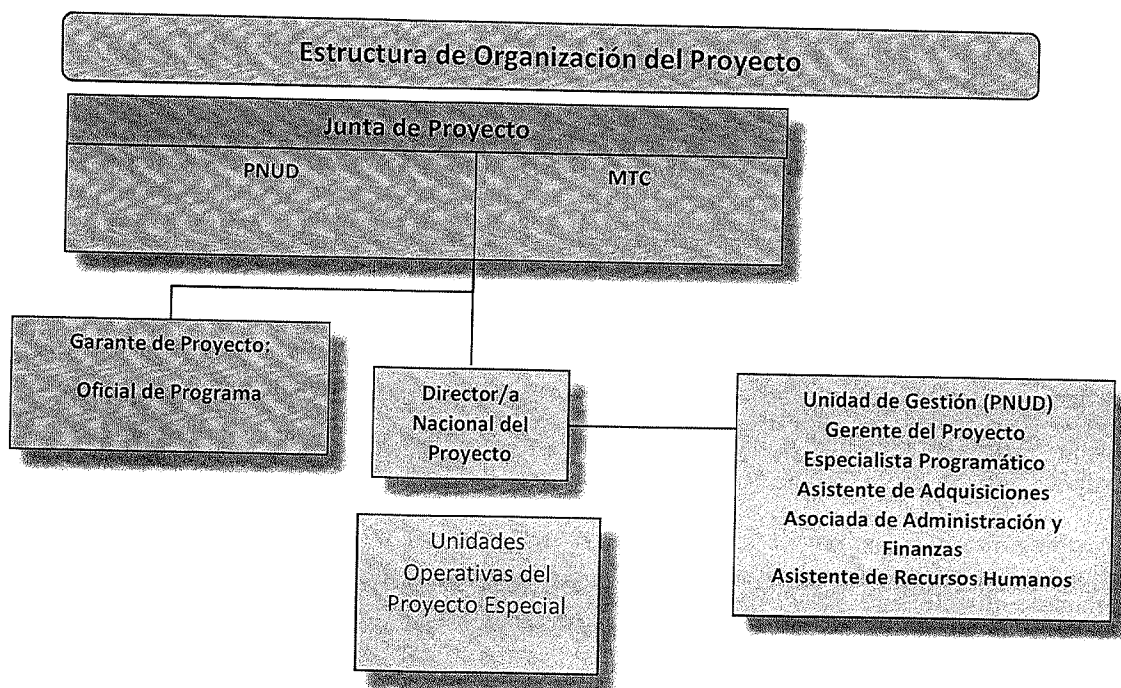 Estructura de Organización del Proyecto
Junta de Proyecto
PNUD
MTC
Garante de Proyecto:
Oficial de Programa
Director/a
Nacional del
Proyecto
Unidad de Gestión (PNUD)
Gerente del Proyecto
Especialista Programático
Asistente de Adquisiciones
Asociada de Administración y
Finanzas
Asistente de Recursos Humanos
Unidades
Operativas del
Proyecto Especial